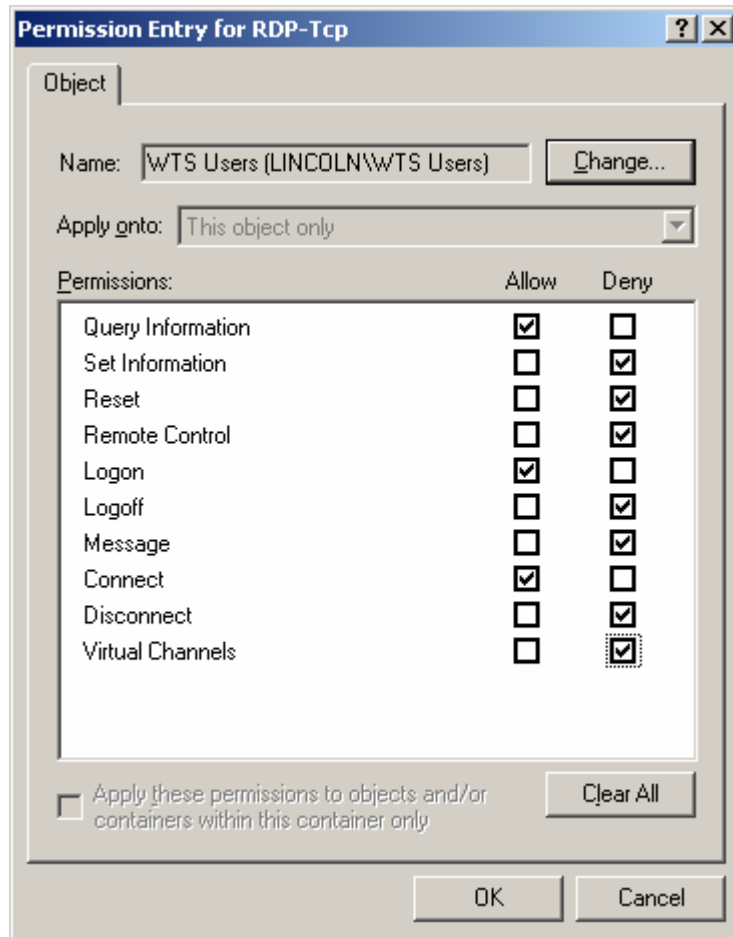 Permission Entry for RDP-Tcp
Object
Name: WTS Users (LINCOLN\WTS Users) Change...
Apply onto: This object only
Permissions: Allow Deny
Query Information
Set Information
Reset
Remote Control
Logon
Logoff
Message
Connect
Disconnect
Virtual Channels
Apply these permissions to objects and/or
containers within this container only
Clear All
OK Cancel